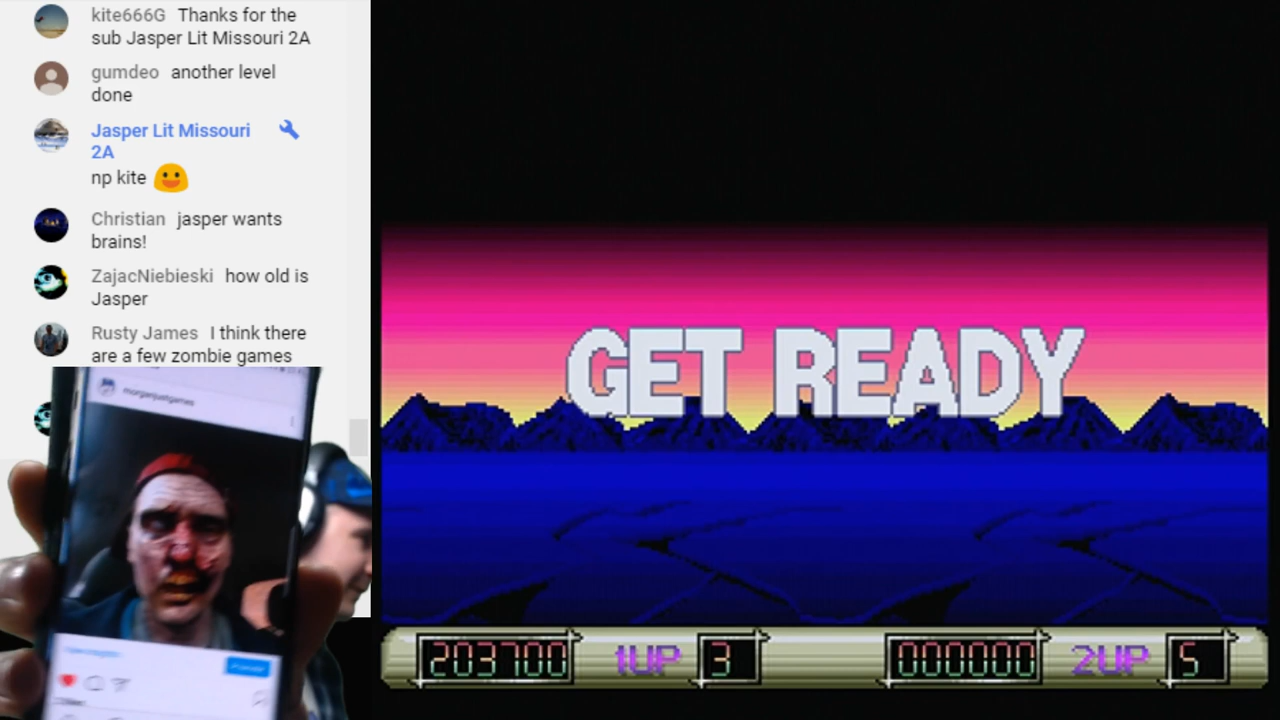 kite666G Thanks for the
sub Jasper Lit Missouri 2A
gumdeo another level
done
Jasper Lit Missouri
2A
np kite
Christian jasper wants
brains!
ZajacNiebieski how old is
Jasper
Rusty James I think there
are a few zombie games
morganjustgames
GET READY
203700 1UP 3 000000 2UP 5